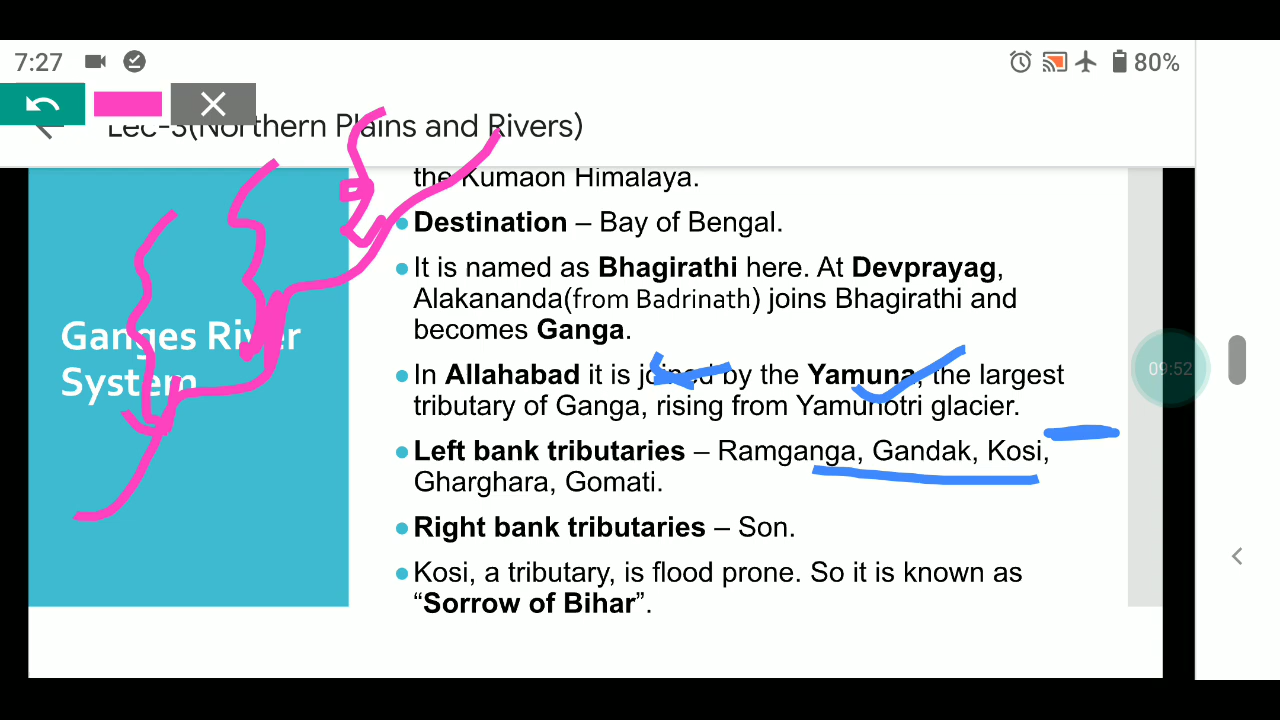 7:27
80%
Lec-3(Northern Plains and Rivers)
the Kumaon Himalaya.
Destination – Bay of Bengal.
It is named as Bhagirathi here. At Devprayag,
Alakananda(from Badrinath) joins Bhagirathi and
becomes Ganga.
Ganges River
System
In Allahabad it is joined by the Yamuna, the largest
tributary of Ganga, rising from Yamunotri glacier.
09:52
Left bank tributaries – Ramganga, Gandak, Kosi,
Gharghara, Gomati.
Right bank tributaries – Son.
Kosi, a tributary, is flood prone. So it is known as
“Sorrow of Bihar”.